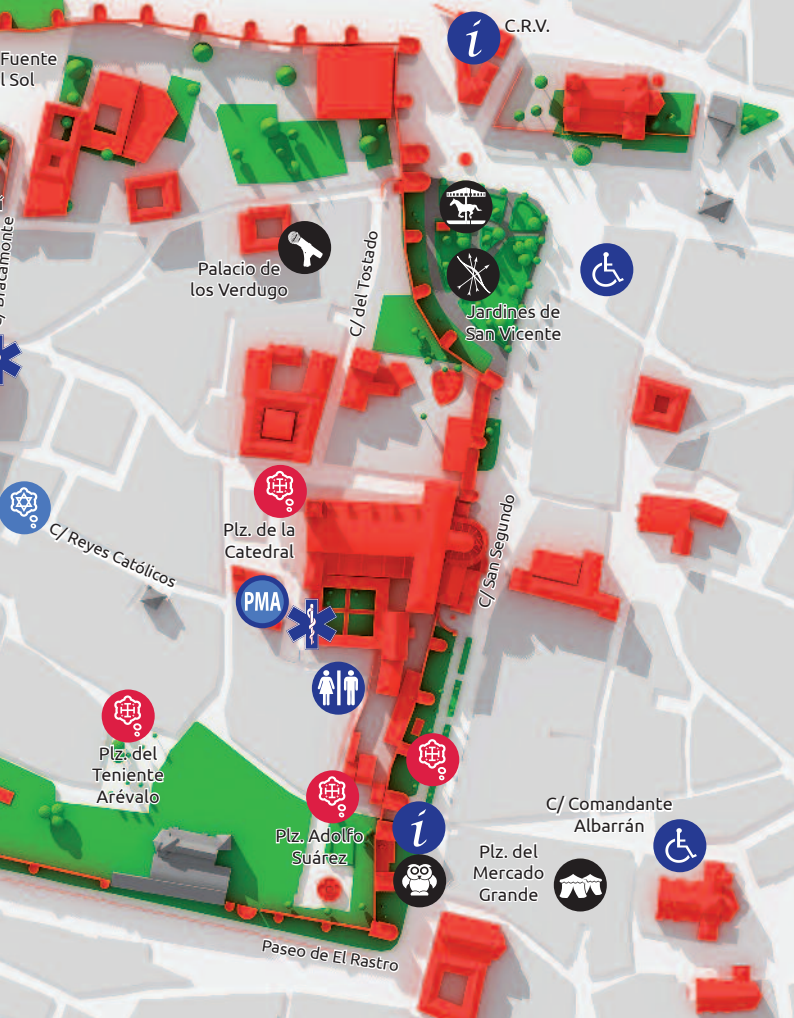 C.R.V.
Fuente
l Sol
Bracamonte
Palacio de
los Verdugo
C/ del Tostado
Jardines de
San Vicente
Plz. de la
Catedral
C/ San Segundo
C/ Reyes Católicos
PMA
Plz. del
Teniente
Arévalo
Plz. Adolfo
Suárez
C/ Comandante
Albarrán
Plz. del
Mercado
Grande
Paseo de El Rastro
i
i